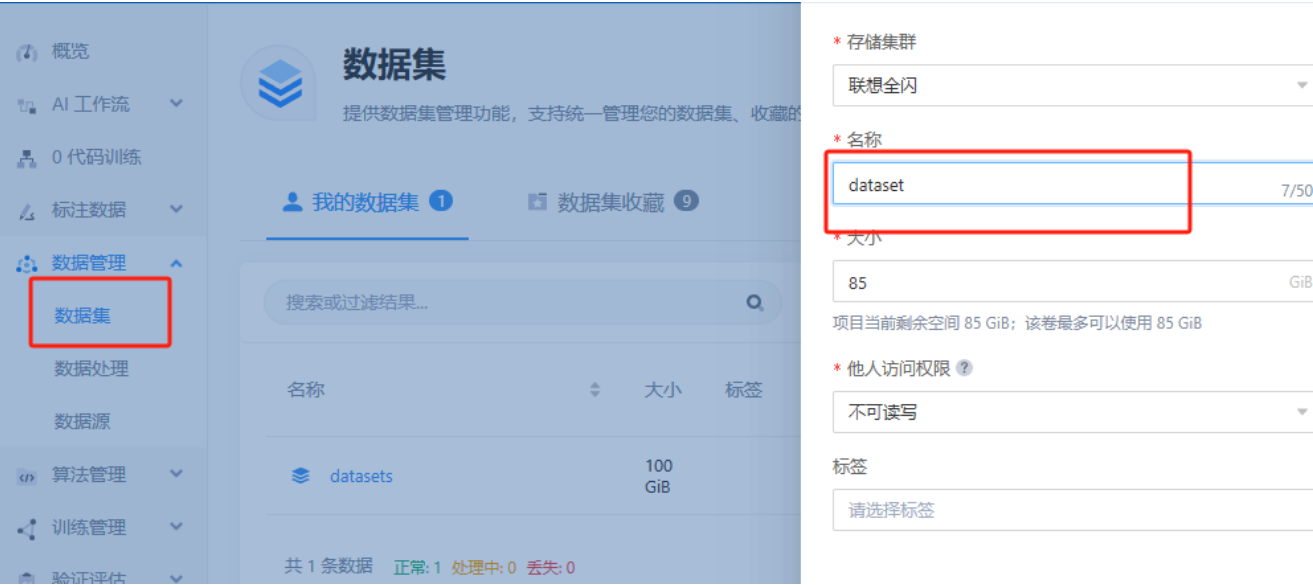 概览
AI 工作流
0 代码训练
标注数据
数据管理
数据集
数据处理
数据源
算法管理
训练管理
验证评估
数据集
提供数据集管理功能，支持统一管理您的数据集、收藏的
我的数据集 1
数据集收藏 9
搜索或过滤结果...
名称 大小 标签
datasets 100 GiB
共 1 条数据 正常: 1 处理中: 0 丢失: 0
* 存储集群
联想全闪
* 名称
dataset 7/50
* 大小
85 GiB
项目当前剩余空间 85 GiB；该卷最多可以使用 85 GiB
* 他人访问权限 ?
不可读写
标签
请选择标签